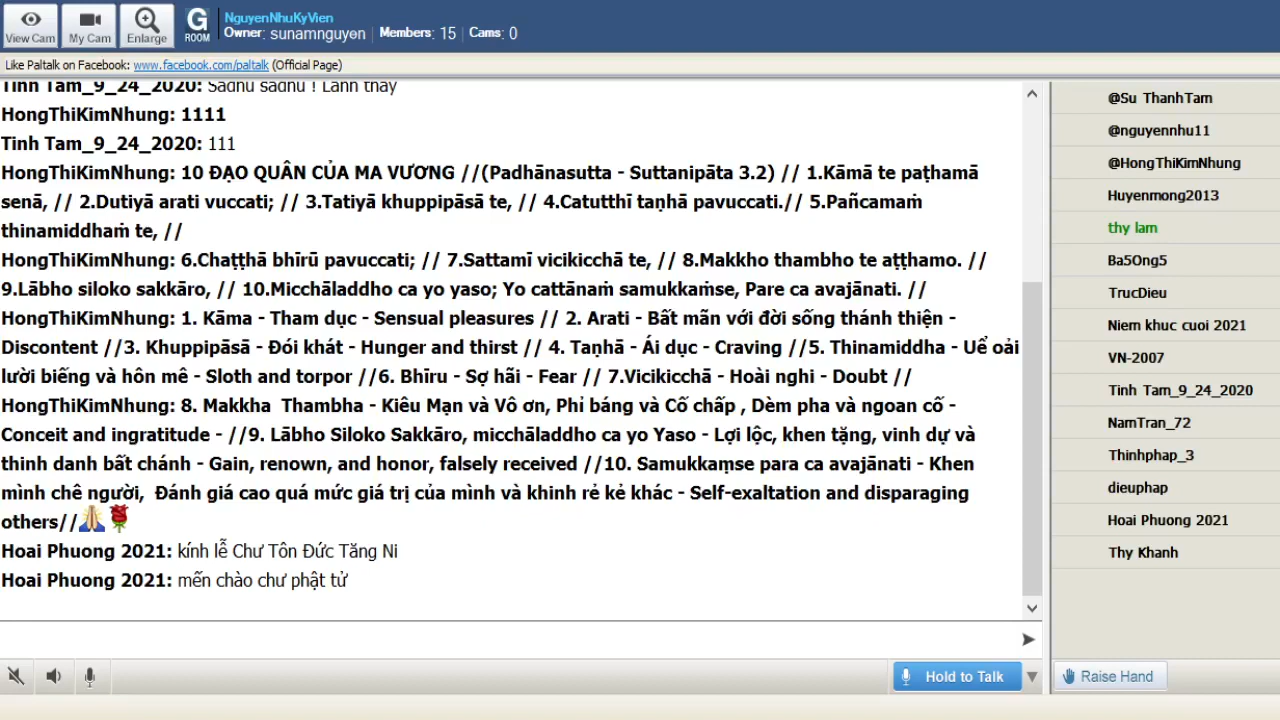 View Cam
My Cam
Enlarge
G
ROOM
NguyenNhuKyVien
Owner: sunamnguyen | Members: 15 | Cams: 0
Like Paltalk on Facebook: www.facebook.com/paltalk (Official Page)
Tinh Tam_9_24_2020: Sadhu sadhu ! Lành thay
HongThiKimNhung: 1111
Tinh Tam_9_24_2020: 111
HongThiKimNhung: 10 ĐẠO QUÂN CỦA MA VƯƠNG //(Padhānasutta - Suttanipāta 3.2) // 1.Kāmā te paṭhamā
senā, // 2.Dutiyā arati vuccati; // 3.Tatiyā khuppipāsā te, // 4.Catutthī taṇhā pavuccati.// 5.Pañcamaṁ
thinamiddhaṁ te, //
HongThiKimNhung: 6.Chaṭṭhā bhīrū pavuccati; // 7.Sattamī vicikicchā te, // 8.Makkho thambho te aṭṭhamo. //
9.Lābho siloko sakkāro, // 10.Micchāladdho ca yo yaso; Yo cattānaṁ samukkaṁse, Pare ca avajānati. //
HongThiKimNhung: 1. Kāma - Tham dục - Sensual pleasures // 2. Arati - Bất mãn với đời sống thánh thiện -
Discontent //3. Khuppipāsā - Đói khát - Hunger and thirst // 4. Taṇhā - Ái dục - Craving //5. Thinamiddha - Uể oải
lười biếng và hôn mê - Sloth and torpor //6. Bhīru - Sợ hãi - Fear // 7.Vicikicchā - Hoài nghi - Doubt //
HongThiKimNhung: 8. Makkha Thambha - Kiêu Mạn và Vô ơn, Phỉ báng và Cố chấp , Dèm pha và ngoan cố -
Conceit and ingratitude - //9. Lābho Siloko Sakkāro, micchāladdho ca yo Yaso - Lợi lộc, khen tặng, vinh dự và
thinh danh bất chánh - Gain, renown, and honor, falsely received //10. Samukkaṃse para ca avajānati - Khen
mình chê người, Đánh giá cao quá mức giá trị của mình và khinh rẻ kẻ khác - Self-exaltation and disparaging
others//
Hoai Phuong 2021: kính lễ Chư Tôn Đức Tăng Ni
Hoai Phuong 2021: mến chào chư phật tử
Hold to Talk
@Su ThanhTam
@nguyennhu11
@HongThiKimNhung
Huyenmong2013
thy lam
Ba5Ong5
TrucDieu
Niem khuc cuoi 2021
VN-2007
Tinh Tam_9_24_2020
NamTran_72
Thinhphap_3
dieuphap
Hoai Phuong 2021
Thy Khanh
Raise Hand